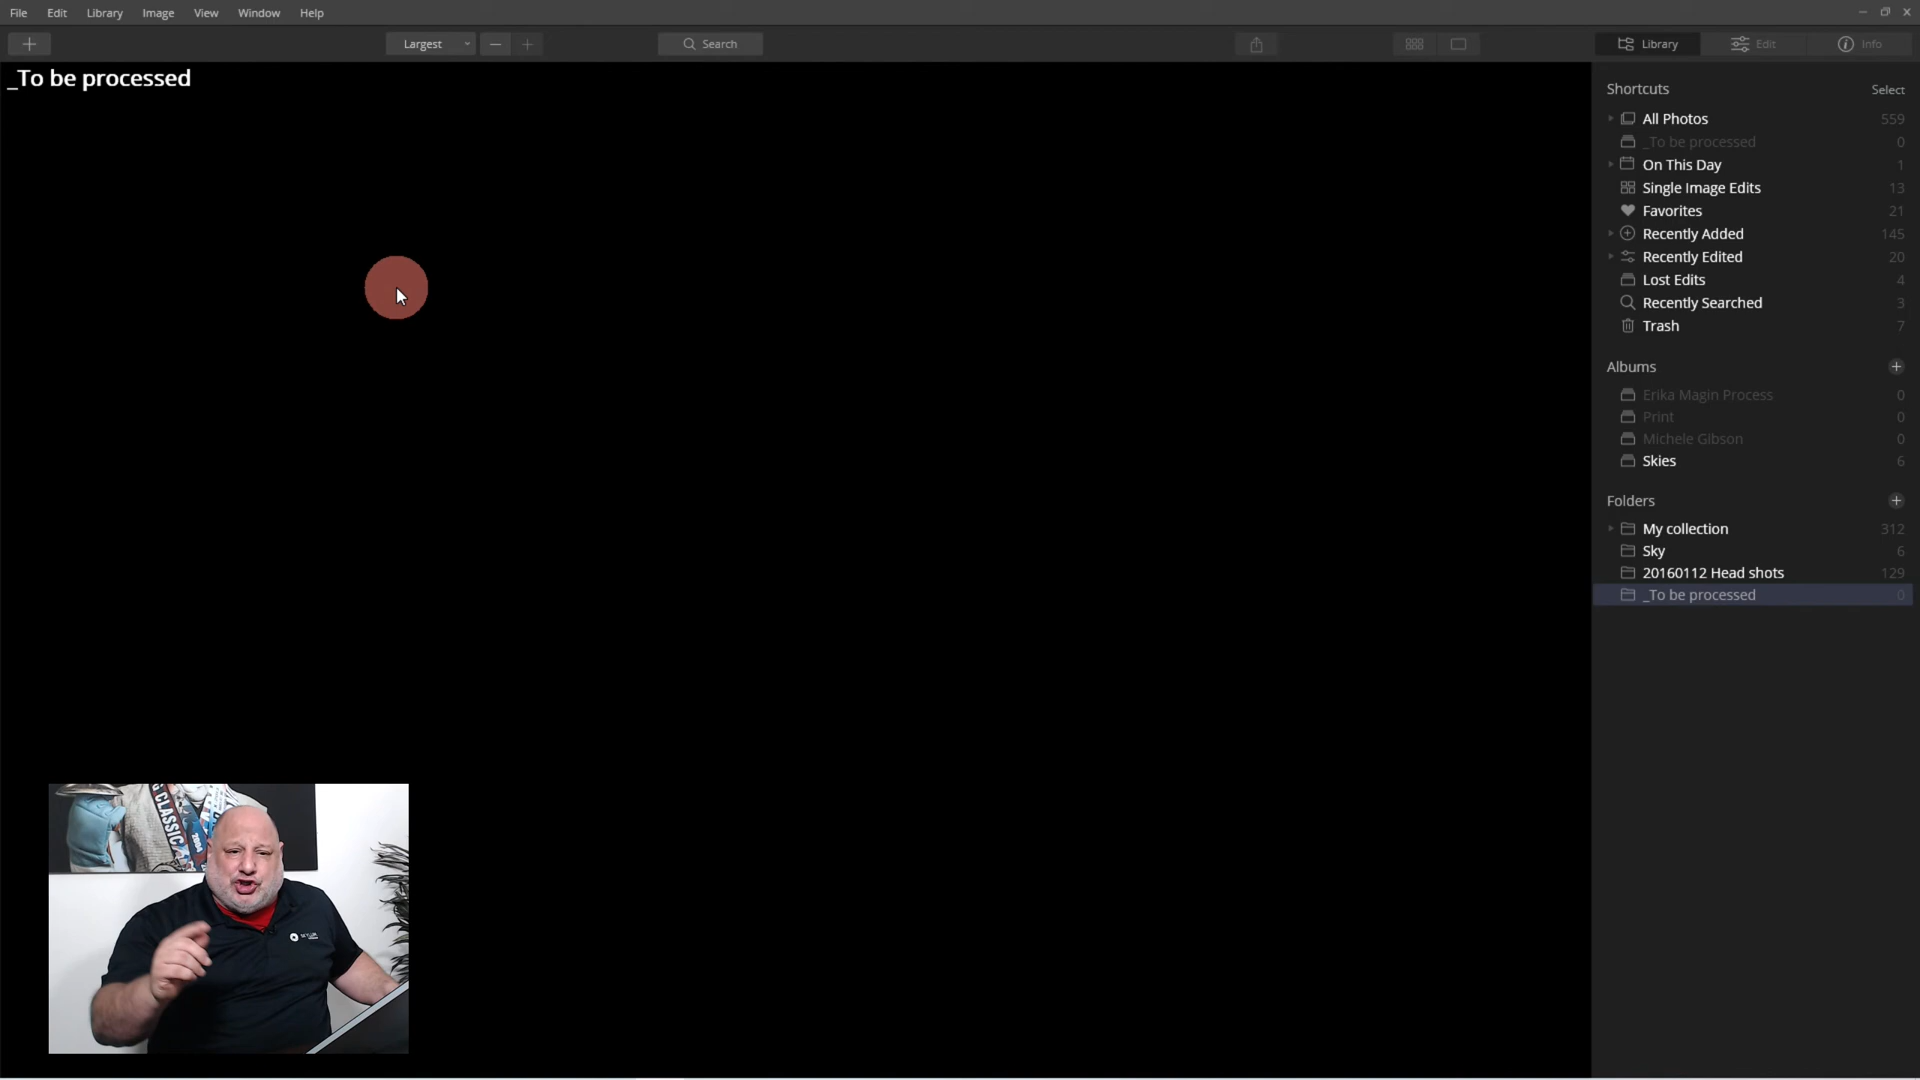 File Edit Library Image View Window Help
Largest Search Library Edit Info
_To be processed
Shortcuts Select
All Photos 559
_To be processed 0
On This Day 1
Single Image Edits 13
Favorites 21
Recently Added 145
Recently Edited 20
Lost Edits 4
Recently Searched 3
Trash 7
Albums
Erika Magin Process 0
Print 0
Michele Gibson 0
Skies 6
Folders
My collection 312
Sky 6
20160112 Head shots 129
_To be processed 0
G CLASSIC
2004
SKYLUM